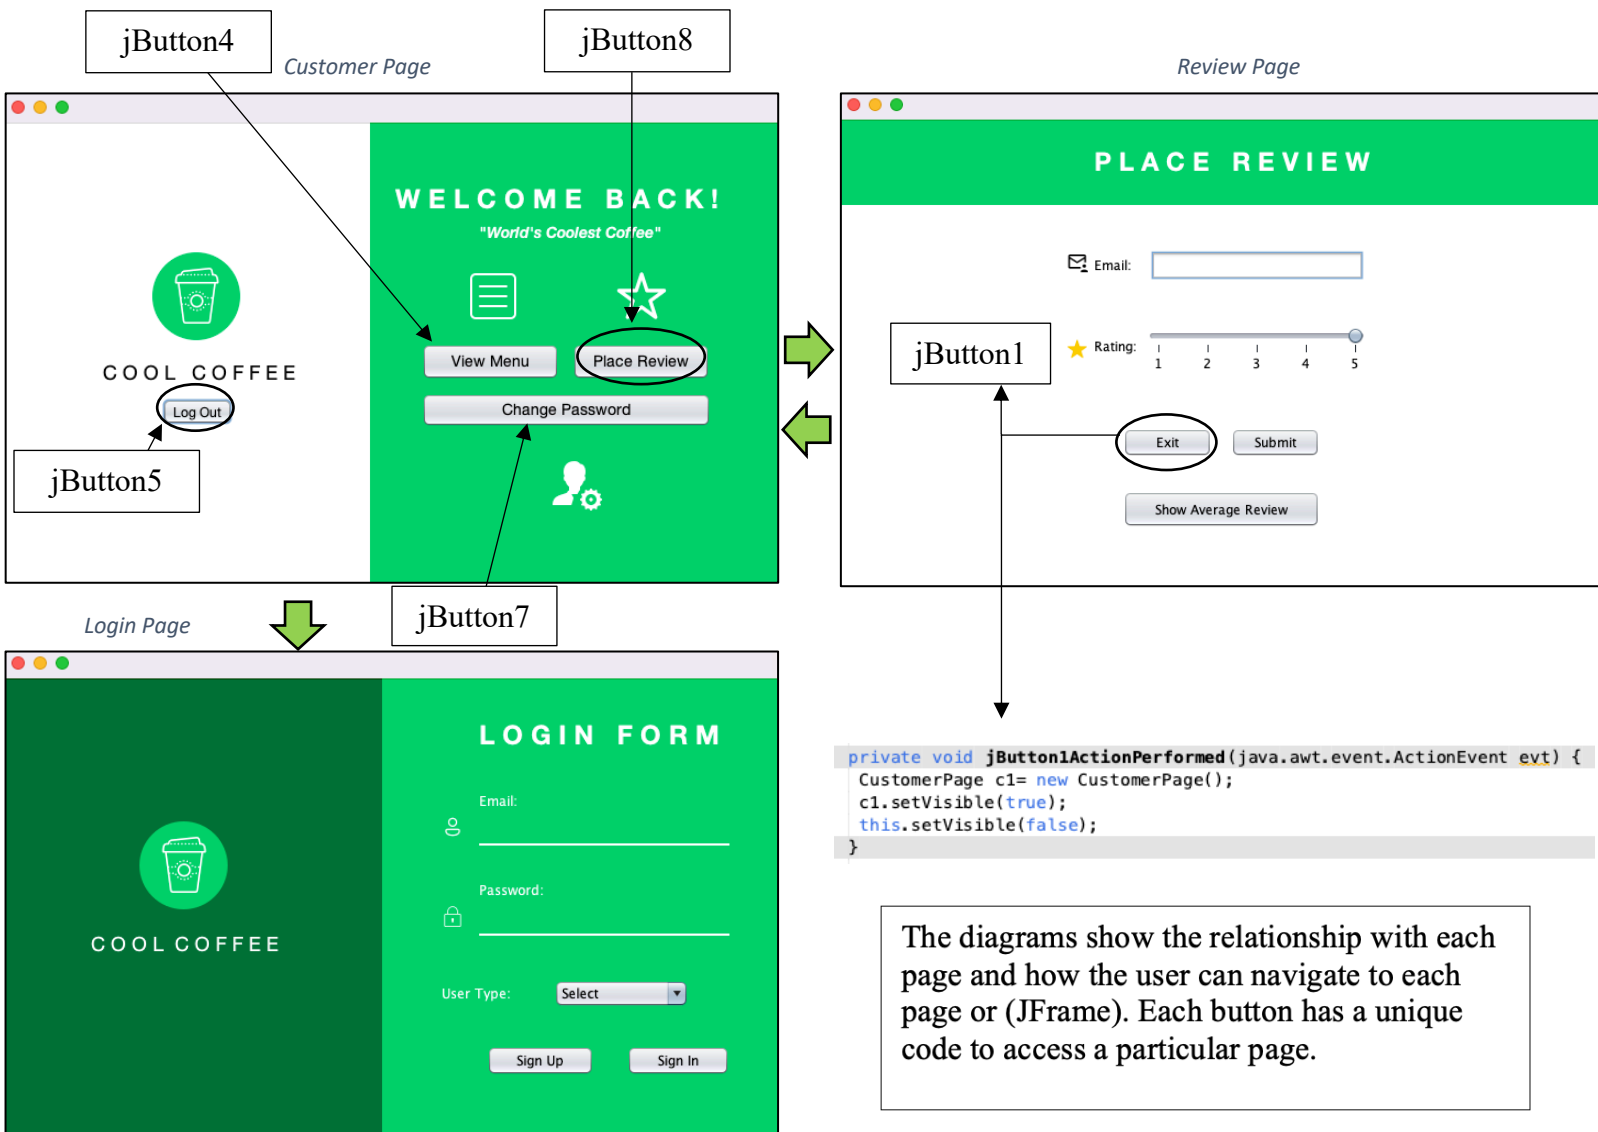 jButton4
jButton8
Customer Page
Review Page
WELCOME BACK!
"World's Coolest Coffee"
COOL COFFEE
Log Out
View Menu
Place Review
Change Password
jButton5
jButton7
PLACE REVIEW
Email:
jButton1
Rating:
1 2 3 4 5
Exit
Submit
Show Average Review
Login Page
COOL COFFEE
LOGIN FORM
Email:
Password:
User Type:
Select
Sign Up
Sign In
private void jButton1ActionPerformed(java.awt.event.ActionEvent evt) {
CustomerPage c1= new CustomerPage();
c1.setVisible(true);
this.setVisible(false);
}
The diagrams show the relationship with each
page and how the user can navigate to each
page or (JFrame). Each button has a unique
code to access a particular page.